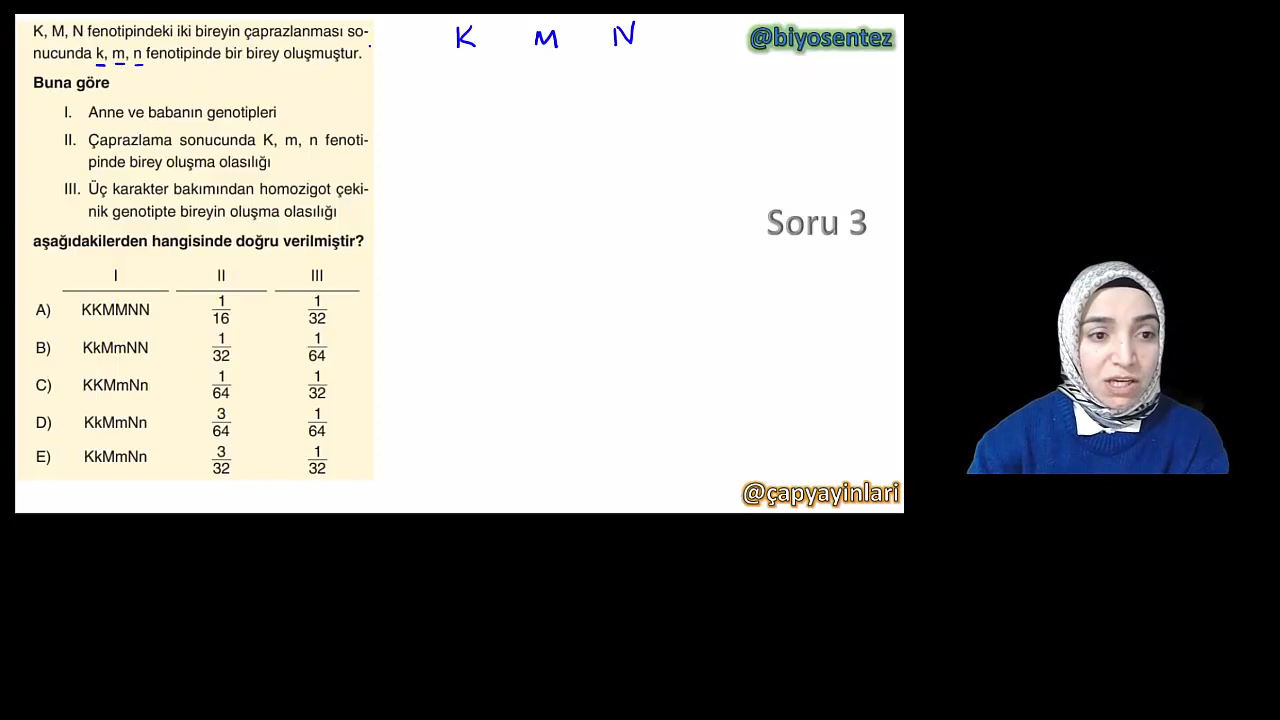 K, M, N fenotipindeki iki bireyin çaprazlanması so-
nucunda k, m, n fenotipinde bir birey oluşmuştur.
Buna göre
I. Anne ve babanın genotipleri
II. Çaprazlama sonucunda K, m, n fenoti-
pinde birey oluşma olasılığı
III. Üç karakter bakımından homozigot çeki-
nik genotipte bireyin oluşma olasılığı
aşağıdakilerden hangisinde doğru verilmiştir?
I II III
A) KKMMNN 1/16 1/32
B) KkMmNN 1/32 1/64
C) KKMmNn 1/64 1/32
D) KkMmNn 3/64 1/64
E) KkMmNn 3/32 1/32
K M N
@biyosentez
Soru 3
@çapyayinlari